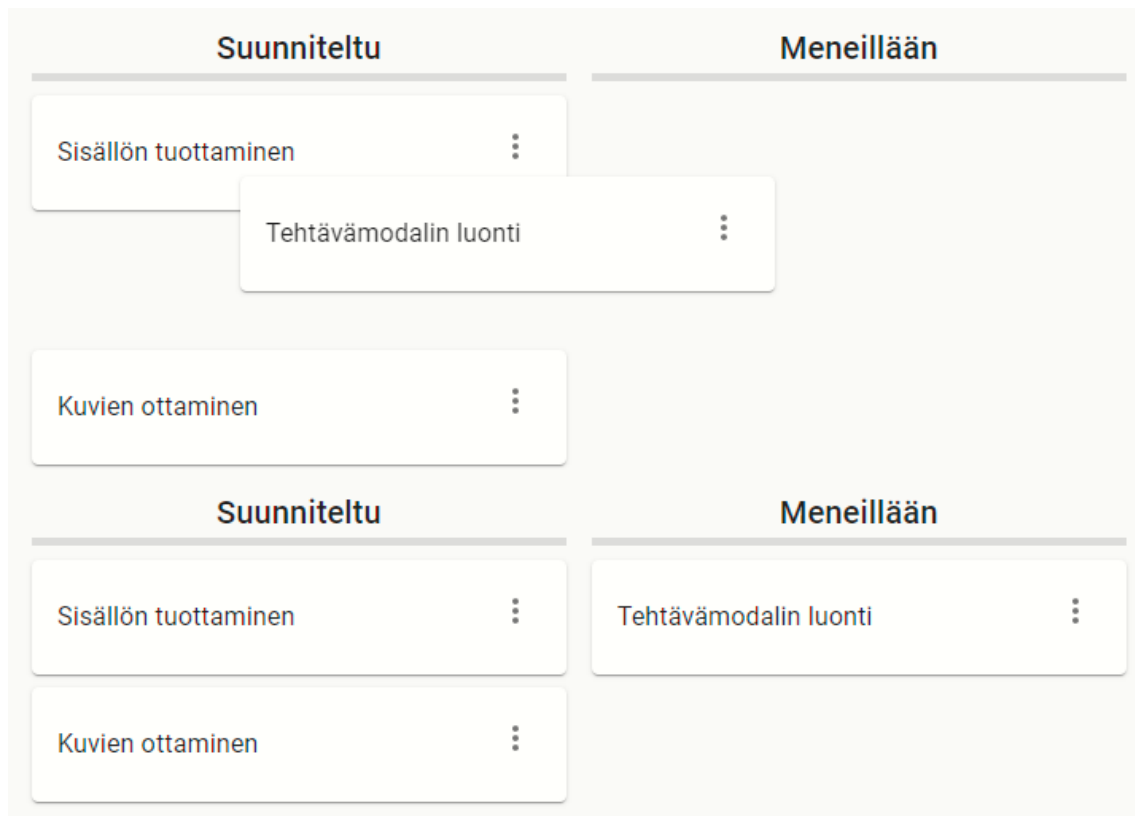 Suunniteltu
Meneillään
Sisällön tuottaminen
Tehtävämodalin luonti
Kuvien ottaminen
Suunniteltu
Meneillään
Sisällön tuottaminen
Tehtävämodalin luonti
Kuvien ottaminen